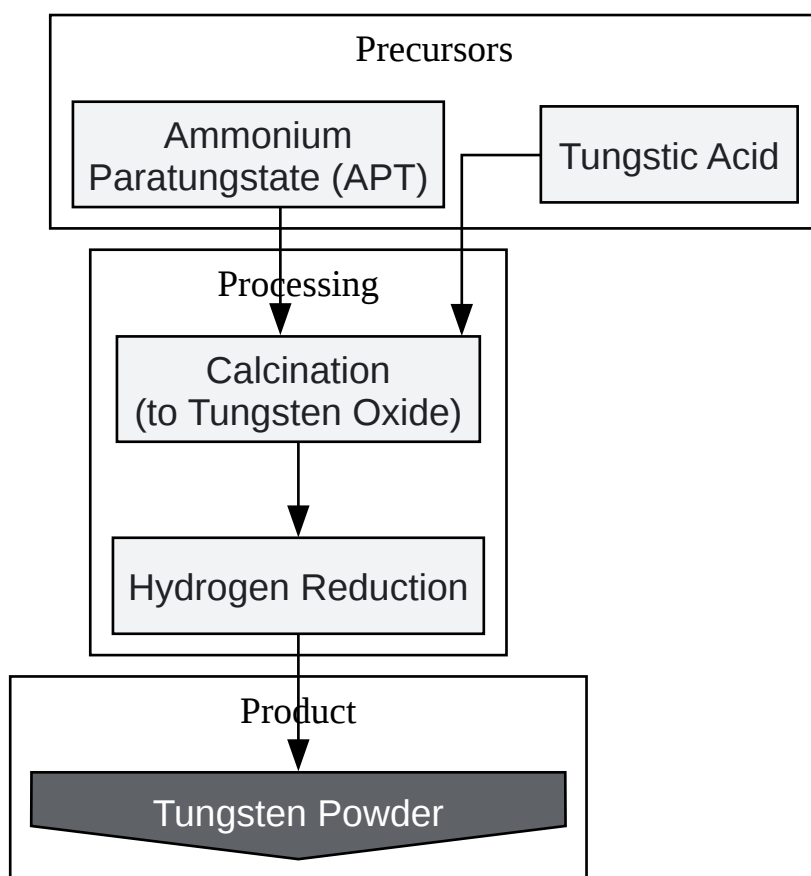 Precursors
Ammonium
Paratungstate (APT)
Tungstic Acid
Processing
Calcination
(to Tungsten Oxide)
Hydrogen Reduction
Product
Tungsten Powder